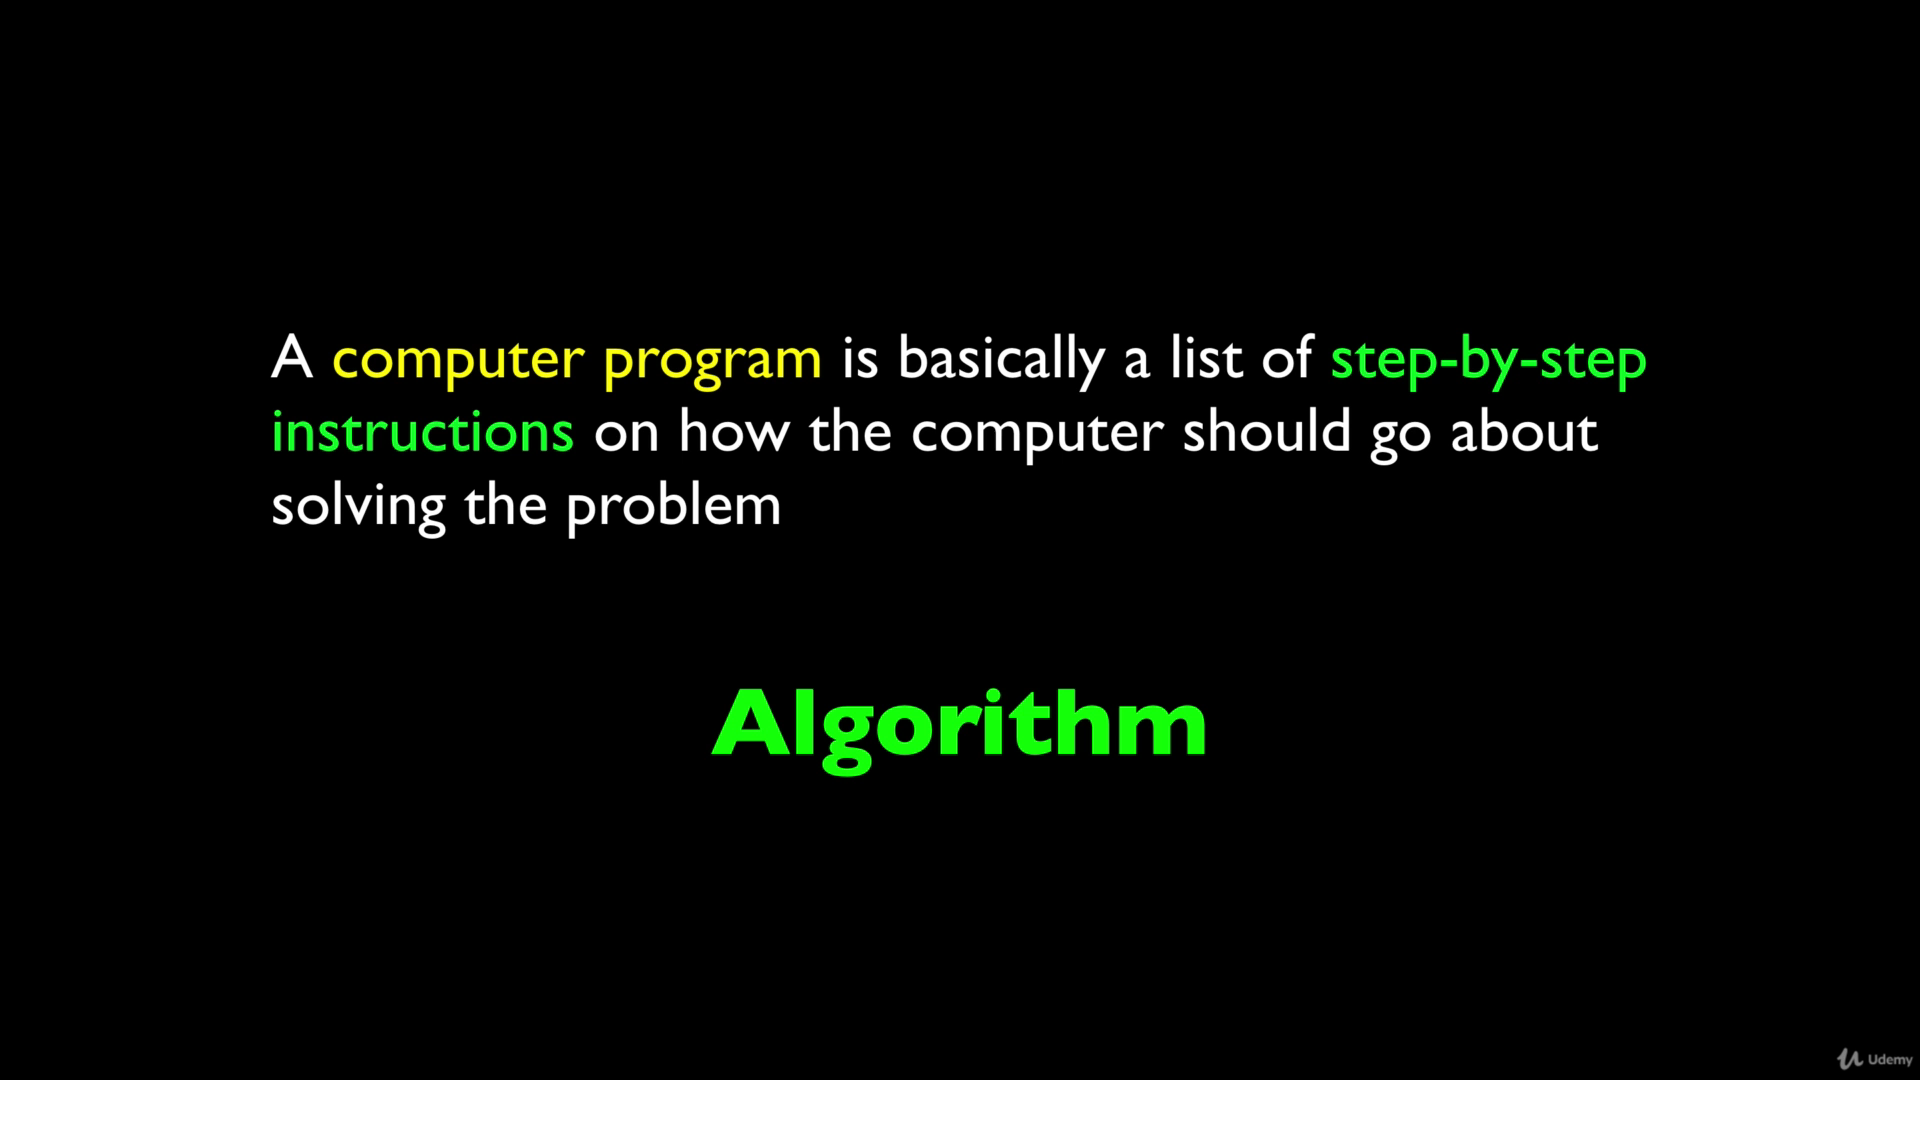 A computer program is basically a list of step-by-step
instructions on how the computer should go about
solving the problem
Algorithm
Udemy